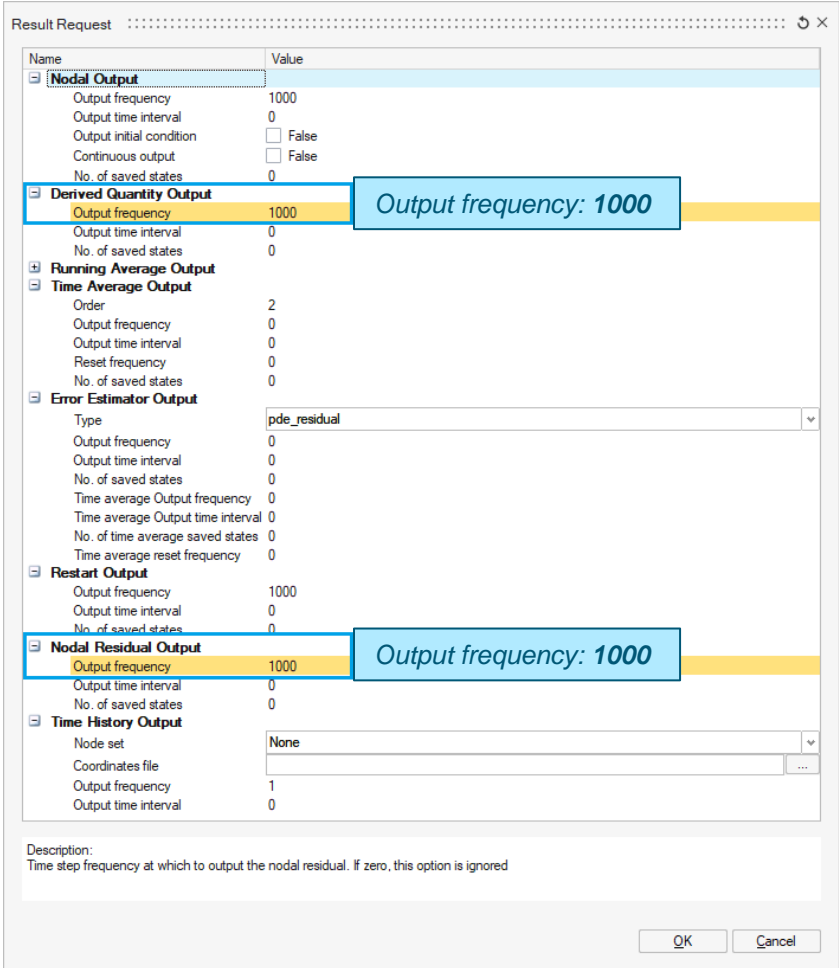 Result Request
Name Value
Nodal Output
Output frequency 1000
Output time interval 0
Output initial condition False
Continuous output False
No. of saved states 0
Derived Quantity Output
Output frequency 1000
Output frequency: 1000
Output time interval 0
No. of saved states 0
Running Average Output
Time Average Output
Order 2
Output frequency 0
Output time interval 0
Reset frequency 0
No. of saved states 0
Error Estimator Output
Type pde_residual
Output frequency 0
Output time interval 0
No. of saved states 0
Time average Output frequency 0
Time average Output time interval 0
No. of time average saved states 0
Time average reset frequency 0
Restart Output
Output frequency 1000
Output time interval 0
No. of saved states 0
Nodal Residual Output
Output frequency 1000
Output frequency: 1000
Output time interval 0
No. of saved states 0
Time History Output
Node set None
Coordinates file ...
Output frequency 1
Output time interval 0
Description:
Time step frequency at which to output the nodal residual. If zero, this option is ignored
OK Cancel